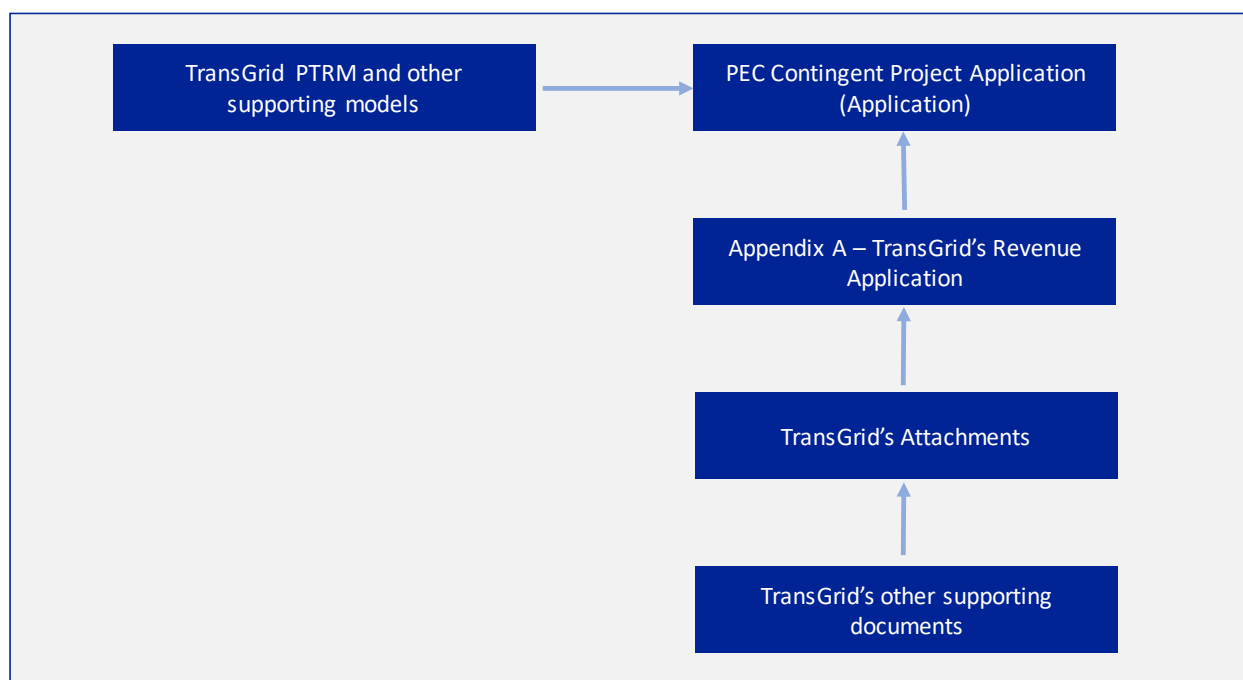 TransGrid PTRM and other
supporting models
PEC Contingent Project Application
(Application)
Appendix A – TransGrid’s Revenue
Application
TransGrid’s Attachments
TransGrid’s other supporting
documents